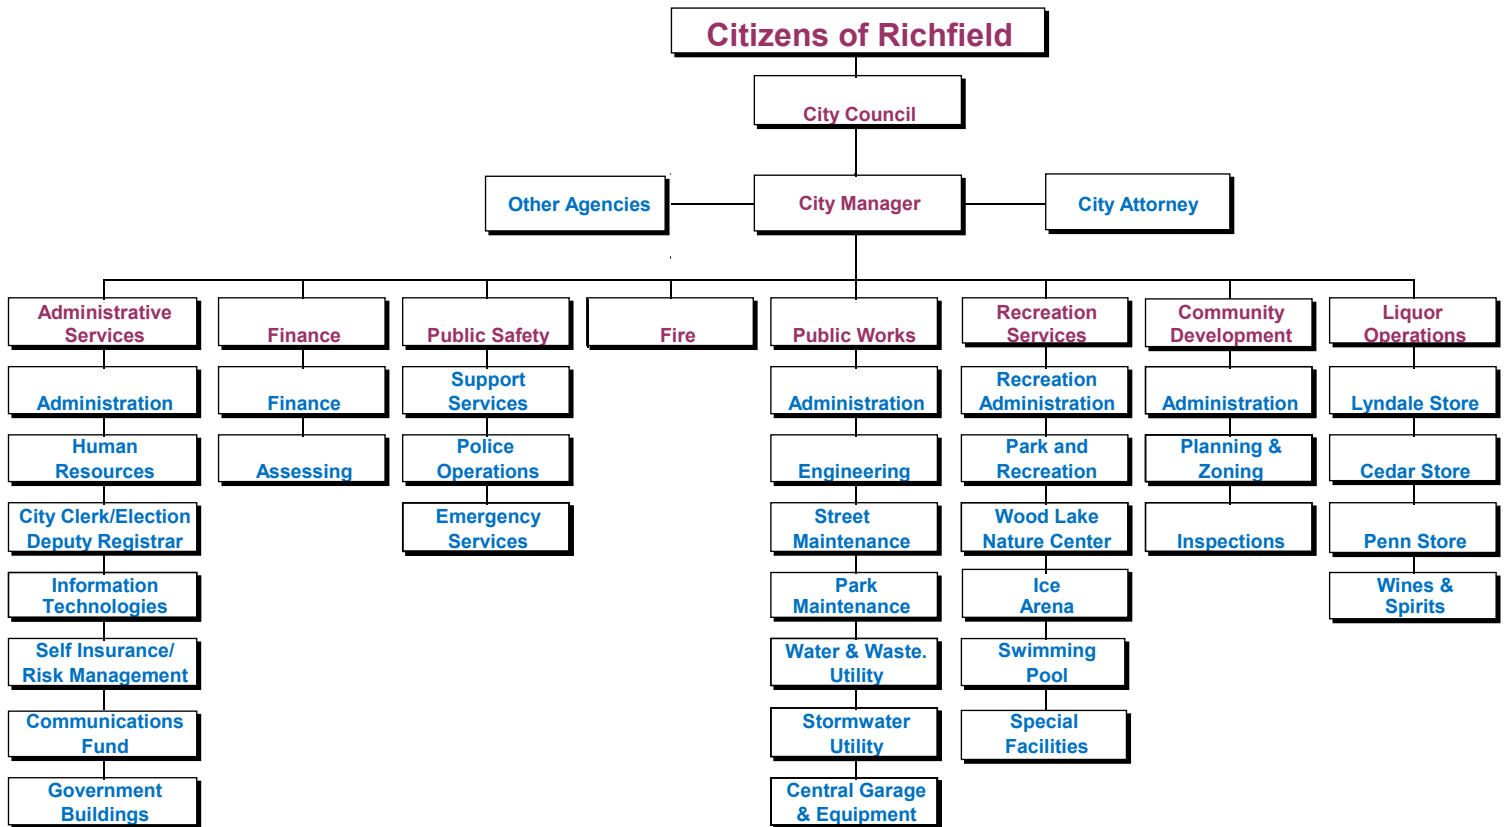 Citizens of Richfield
City Council
Other Agencies
City Manager
City Attorney
Administrative
Services
Finance
Public Safety
Fire
Public Works
Recreation
Services
Community
Development
Liquor
Operations
Administration
Finance
Support
Services
Administration
Recreation
Administration
Administration
Lyndale Store
Human
Resources
Assessing
Police
Operations
Engineering
Park and
Recreation
Planning &
Zoning
Cedar Store
City Clerk/Election
Deputy Registrar
Emergency
Services
Street
Maintenance
Wood Lake
Nature Center
Inspections
Penn Store
Information
Technologies
Park
Maintenance
Ice
Arena
Wines &
Spirits
Self Insurance/
Risk Management
Water & Waste.
Utility
Swimming
Pool
Communications
Fund
Stormwater
Utility
Special
Facilities
Government
Buildings
Central Garage
& Equipment